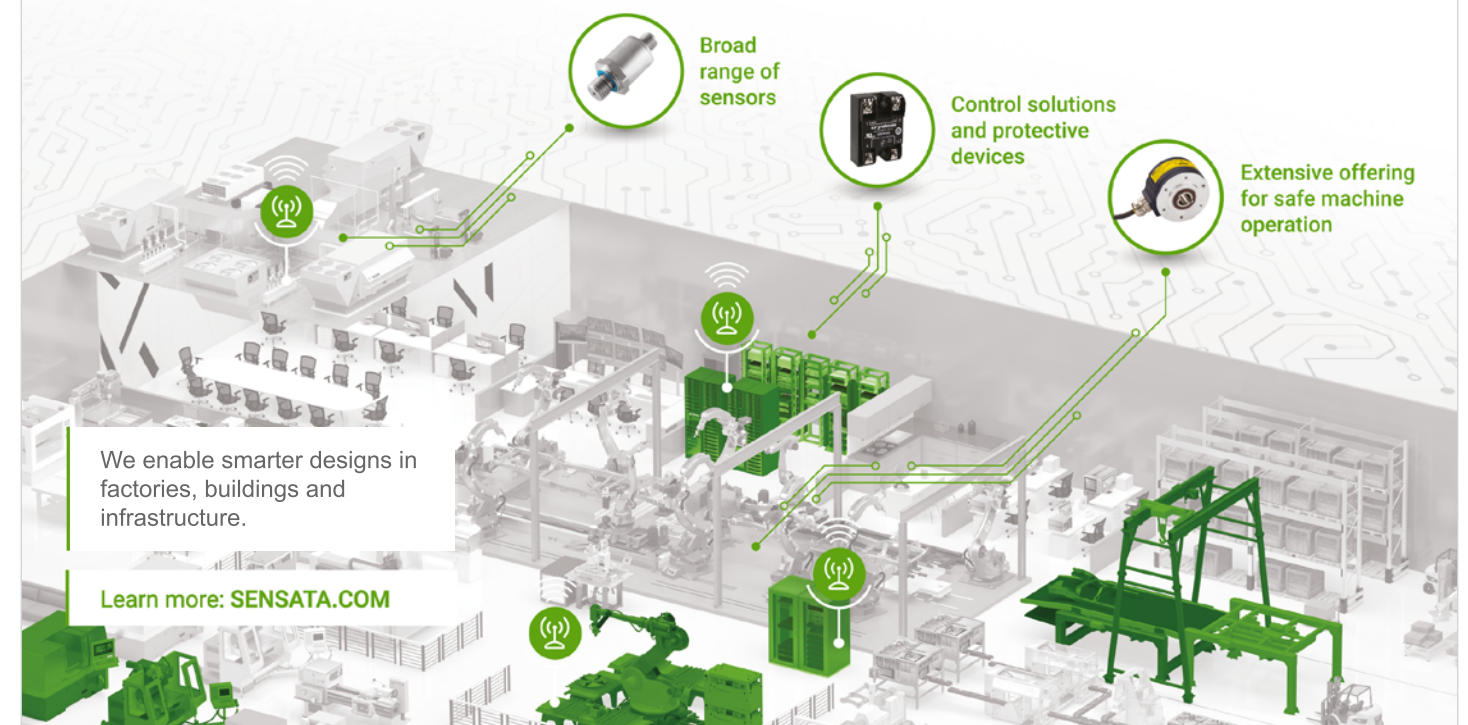 Broad
range of
sensors
Control solutions
and protective
devices
Extensive offering
for safe machine
operation
We enable smarter designs in
factories, buildings and
infrastructure.
Learn more: SENSATA.COM